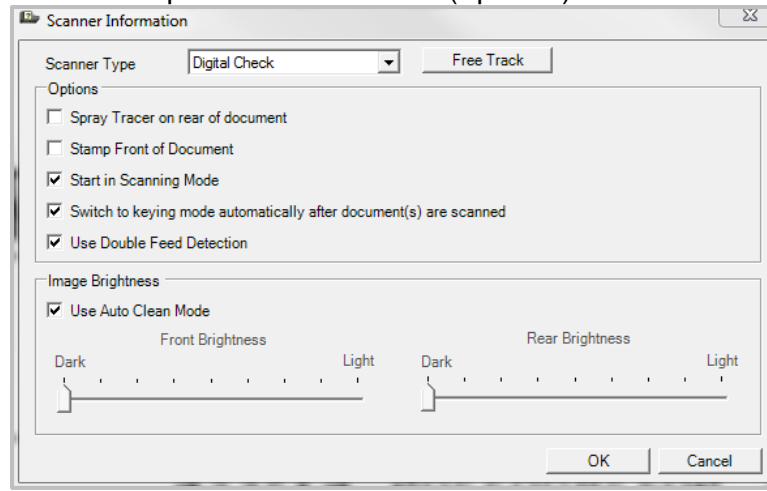 Scanner Information
Scanner Type Digital Check Free Track
Options
Spray Tracer on rear of document
Stamp Front of Document
Start in Scanning Mode
Switch to keying mode automatically after document(s) are scanned
Use Double Feed Detection
Image Brightness
Use Auto Clean Mode
Front Brightness Rear Brightness
Dark Light Dark Light
OK Cancel